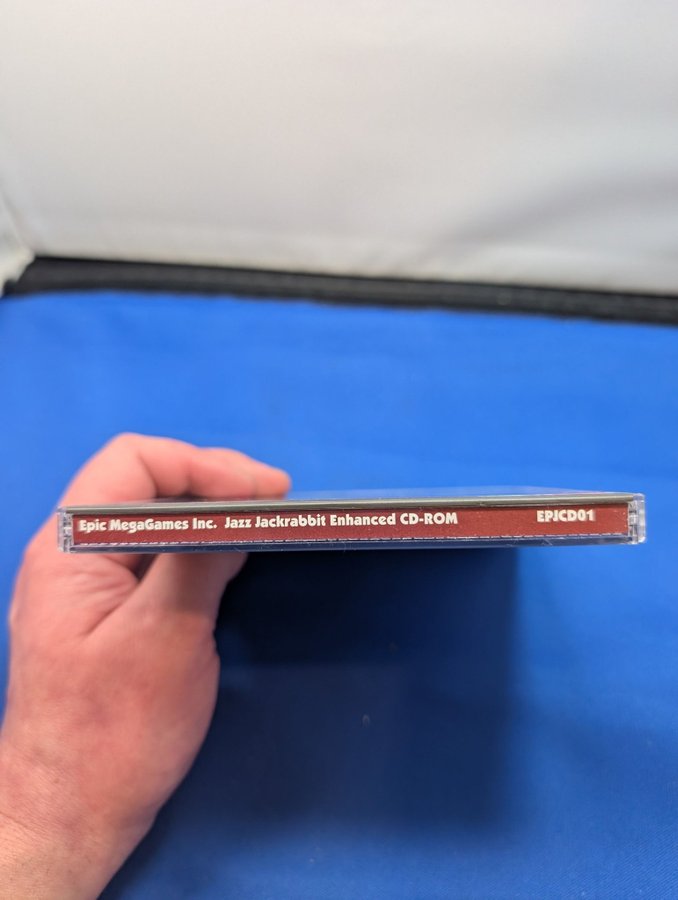 Epic MegaGames Inc. Jazz Jackrabbit Enhanced CD-ROM EPJCD01